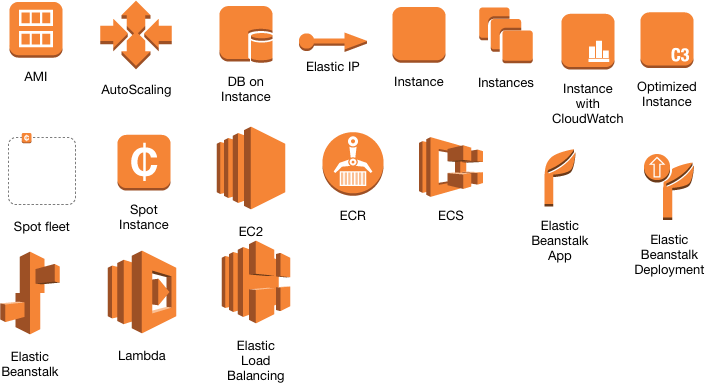 AMI
AutoScaling
DB on
Instance
Elastic IP
Instance
Instances
Instance
with
CloudWatch
C3
Optimized
Instance
¢
Spot fleet
¢
Spot
Instance
EC2
ECR
ECS
Elastic
Beanstalk
App
Elastic
Beanstalk
Deployment
Elastic
Beanstalk
Lambda
Elastic
Load
Balancing